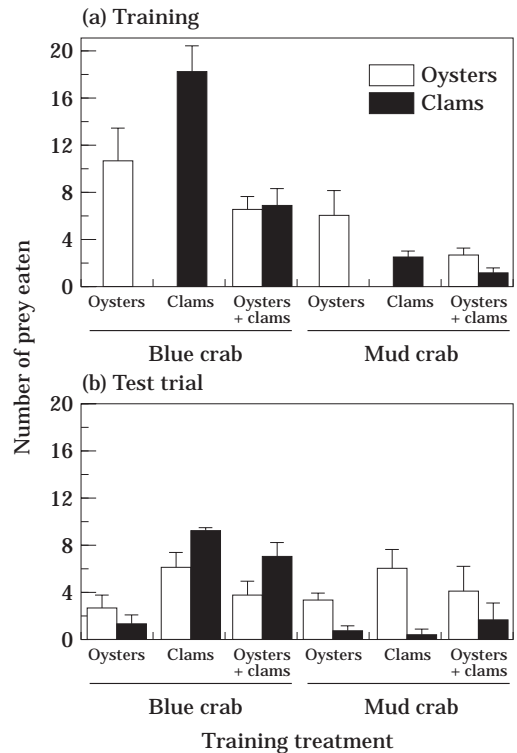 (a) Training
20
16
12
8
4
0
Oysters
Clams
Oysters Clams Oysters + clams Oysters Clams Oysters + clams
Blue crab Mud crab
Number of prey eaten
(b) Test trial
20
16
12
8
4
0
Oysters Clams Oysters + clams Oysters Clams Oysters + clams
Blue crab Mud crab
Training treatment